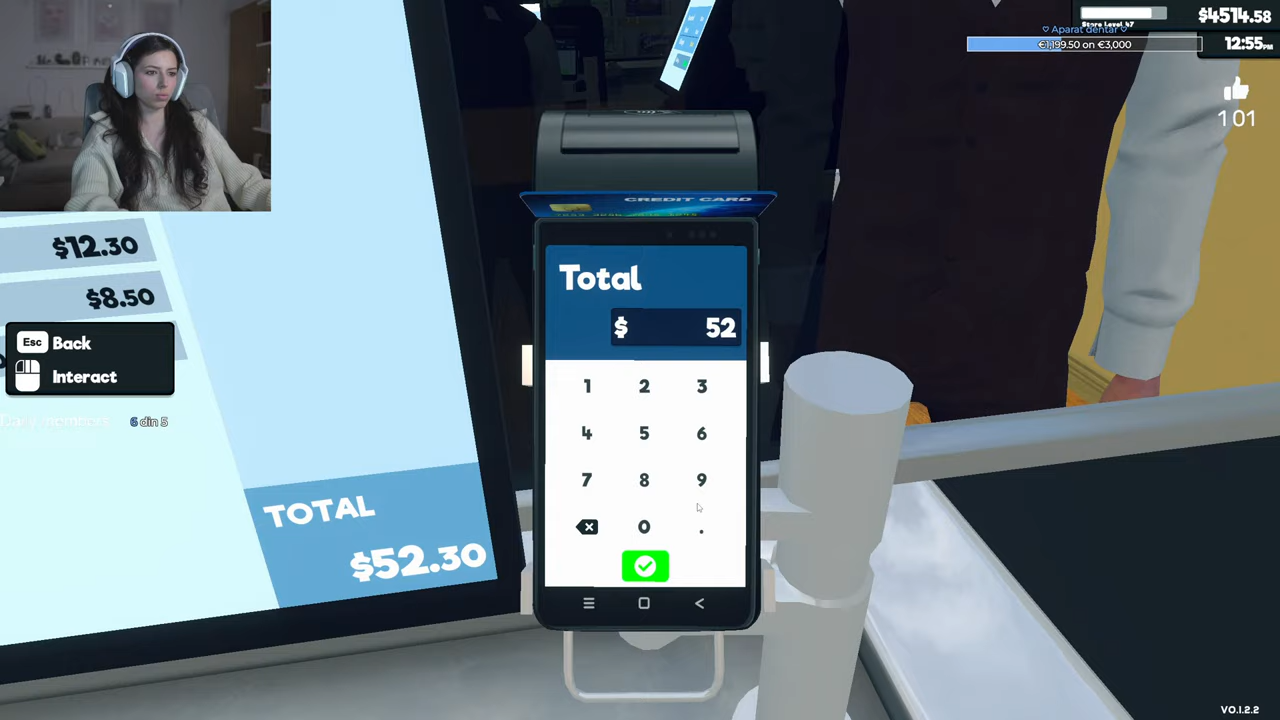 $4514.58
Store Level 47
♡ Aparat dentar ♡
€1,199.50 on €3,000
12:55PM
101
CREDIT CARD
$12.30
$8.50
Total
$ 52
Esc Back
Interact
6 din 5
1 2 3
4 5 6
7 8 9
0 .
TOTAL
$52.30
V0.1.2.2